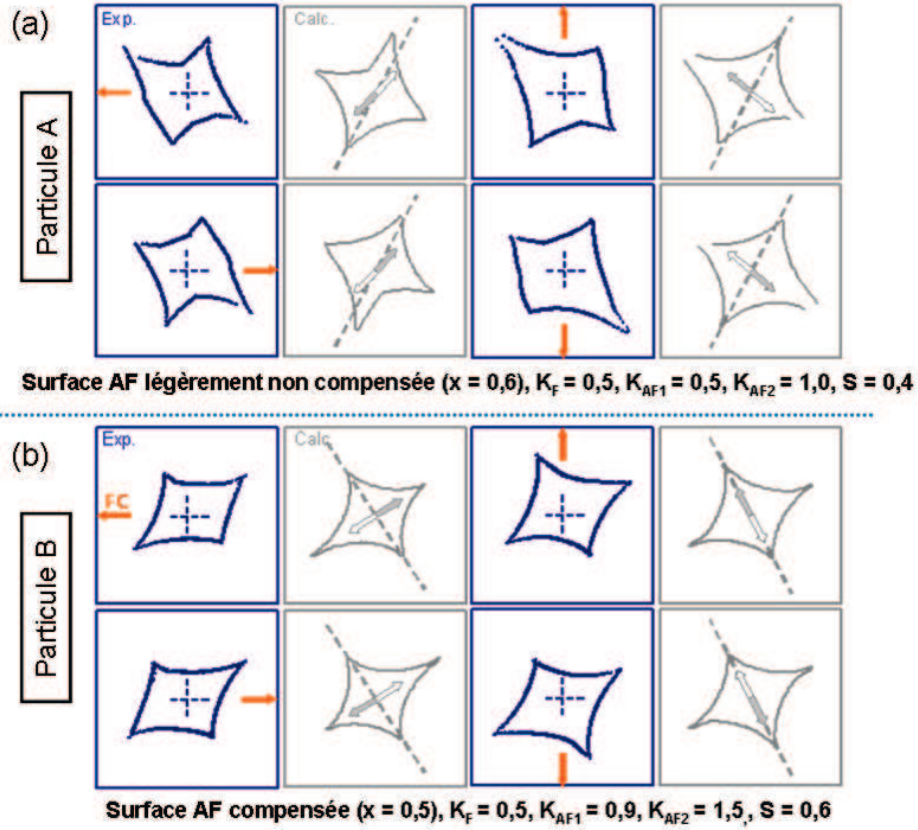 (a)
Exp.
Calc.
Particule A
Surface AF légèrement non compensée (x = 0,6), K_F = 0,5, K_AF1 = 0,5, K_AF2 = 1,0, S = 0,4
(b)
Exp.
Calc
FC
Particule B
Surface AF compensée (x = 0,5), K_F = 0,5, K_AF1 = 0,9, K_AF2 = 1,5,, S = 0,6